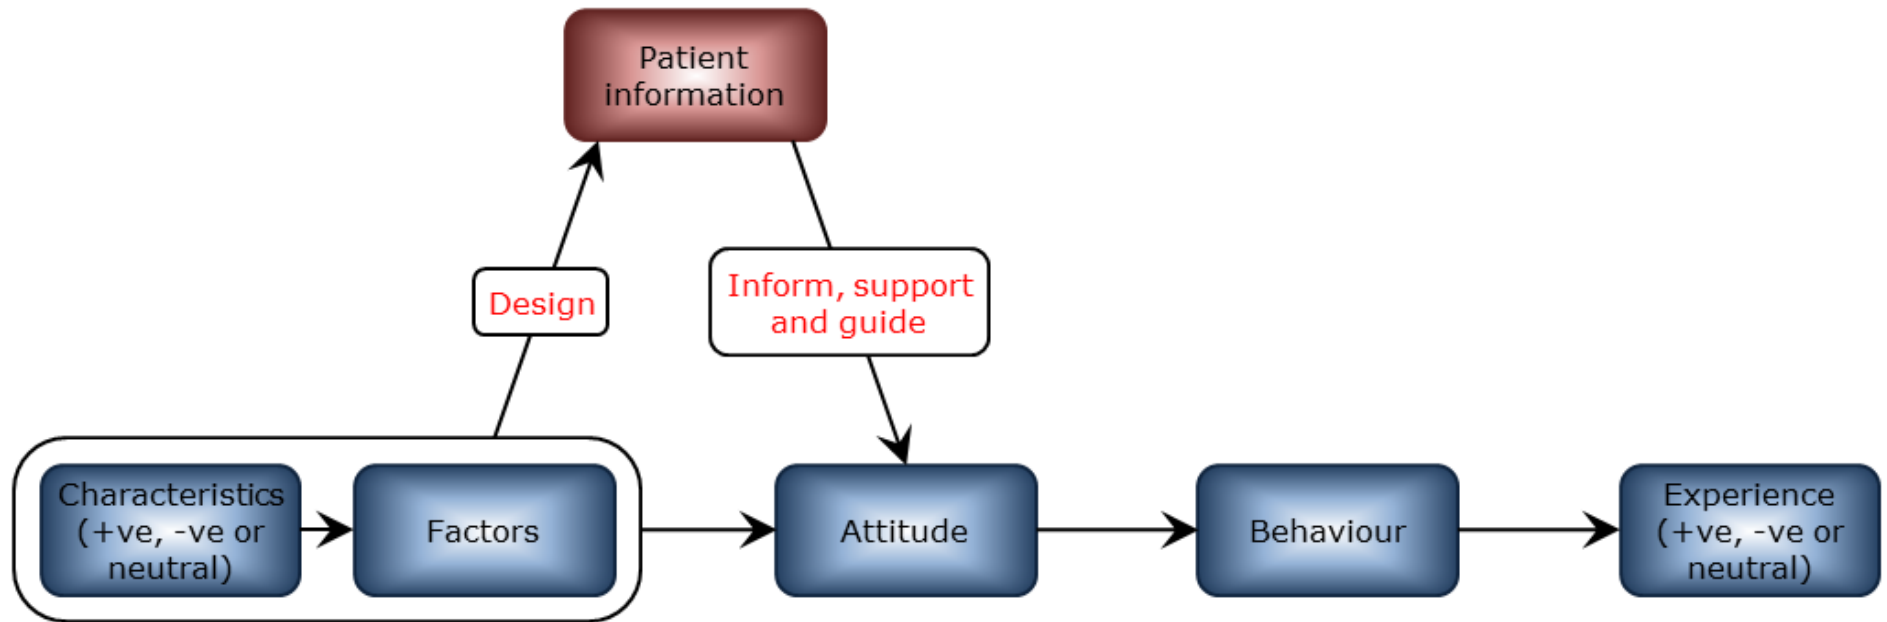 Patient
information
Design
Inform, support
and guide
Characteristics
(+ve, -ve or
neutral)
Factors
Attitude
Behaviour
Experience
(+ve, -ve or
neutral)